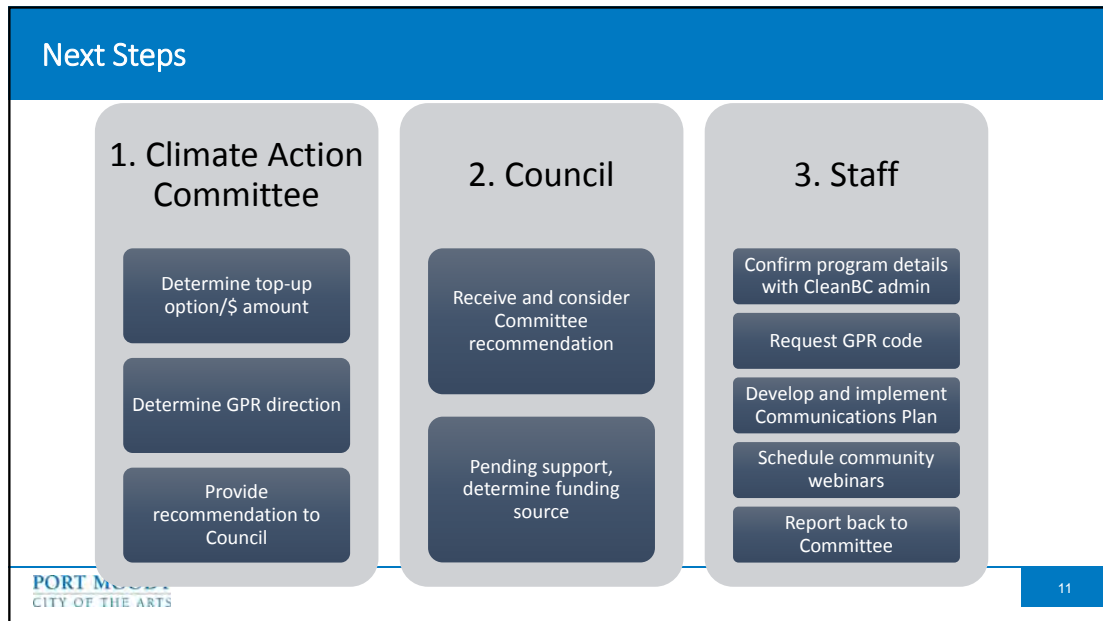 Next Steps
1. Climate Action
Committee
Determine top-up
option/$ amount
Determine GPR direction
Provide
recommendation to
Council
2. Council
Receive and consider
Committee
recommendation
Pending support,
determine funding
source
3. Staff
Confirm program details
with CleanBC admin
Request GPR code
Develop and implement
Communications Plan
Schedule community
webinars
Report back to
Committee
PORT MOODY
CITY OF THE ARTS
11